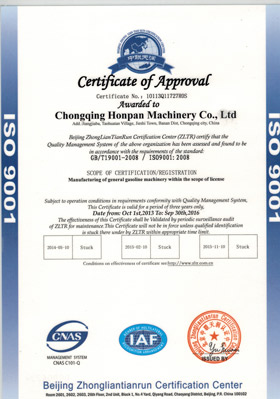 Certificate of Approval
Certificate No.: 10113Q11727R0S
Awarded to
Chongqing Honpan Machinery Co., Ltd
Beijing ZhongLianTianRun Certification Center (ZLTR) certify that the
Quality Management System of the above organization has been assessed and found to be
in accordance with the requirements of the standard:
GB/T19001-2008 / ISO9001:2008
SCOPE OF CERTIFICATION/REGISTRATION
Manufacturing of general gasoline machinery within the scope of license
Subject to operation conditions in requirements conformity with Quality Management System,
This Certificate is valid for a period of three years only,
Date from: Oct 1st,2013 To: Sep 30th,2016
The effectiveness of this Certificate shall be Validated by periodic surveillance audit
of ZLTR for maintenance This Certificate will not be in force unless qualified identification
is stuck there under by ZLTR within appropriate time limit
Stuck
Stuck
Stuck
Conditions on effectiveness of certificate see
ISO 9001
ISO 9001
CNAS
MANAGEMENT SYSTEM
CNAS C101-Q
IAF
ISSUED BY
Beijing Zhongliantianrun Certification Center